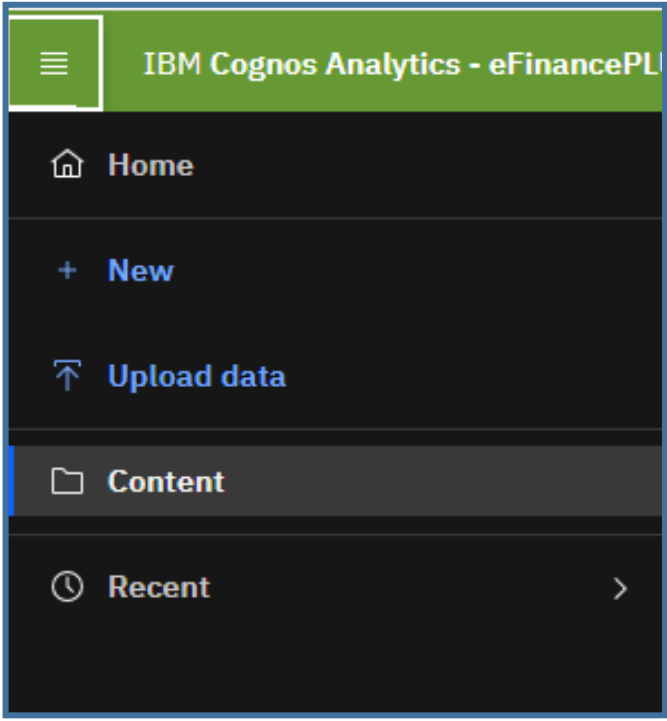 IBM Cognos Analytics - eFinancePL
Home
New
Upload data
Content
Recent